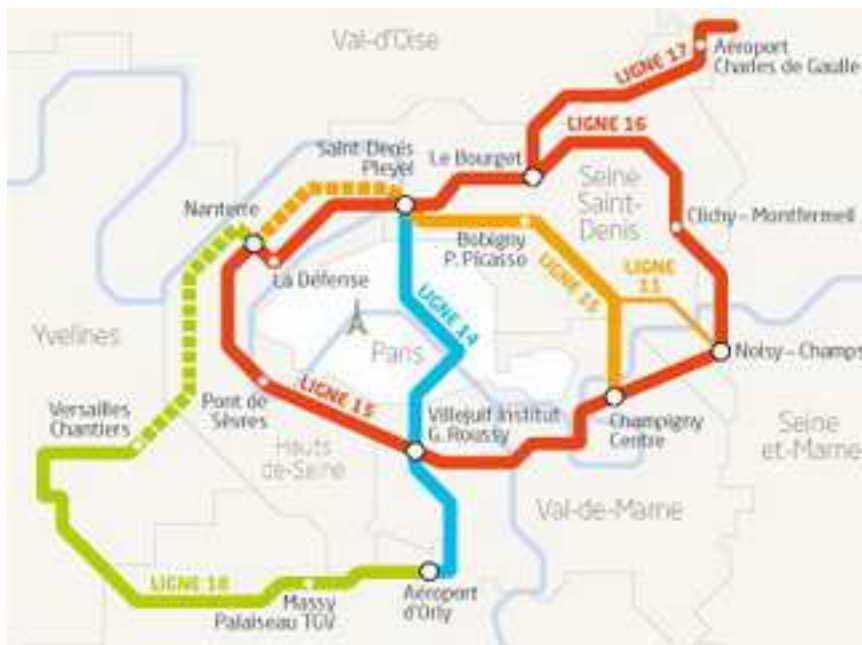 Val-d'Oise
Aéroport
Charles de Gaulle
LIGNE 17
LIGNE 16
Saint-Denis
Pleyel
Le Bourget
Seine
Saint-
Denis
Nanterre
Clichy – Montfermeil
Bobigny
P. Picasso
La Défense
LIGNE 15
LIGNE
11
LIGNE 14
Yvelines
Paris
Noisy – Champs
Versailles
Chantiers
Pont de
Sèvres
LIGNE 15
Villejuif Institut
G. Roussy
Champigny
Centre
Seine
et-Marne
Hauts
de-Seine
Val-de-Marne
LIGNE 18
Massy
Palaiseau TGV
Aéroport
d'Orly